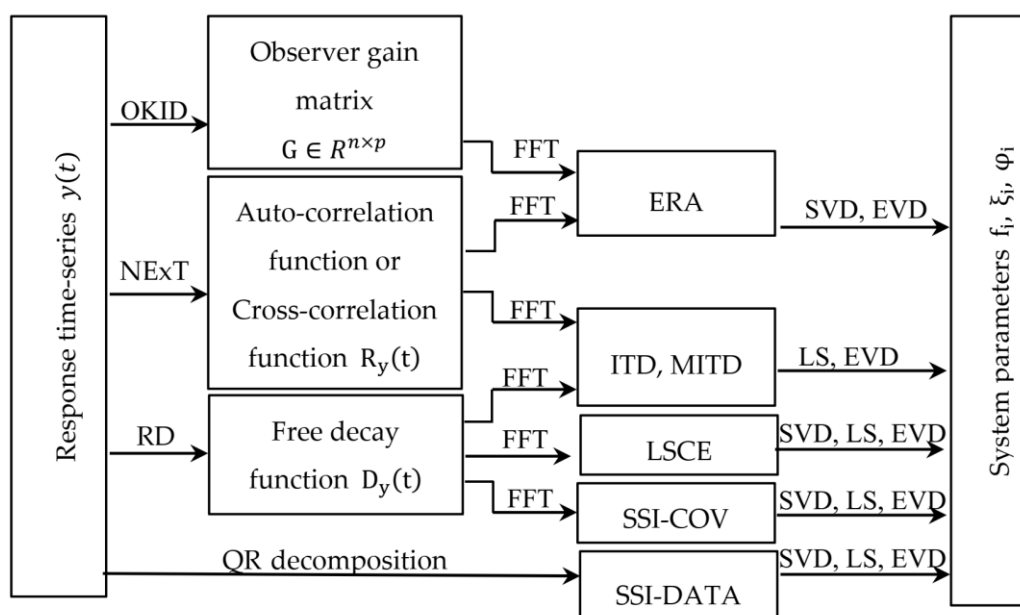 Response time-series y(t)
OKID
NExT
RD
QR decomposition
Observer gain
matrix
G ∈ R^{n×p}
Auto-correlation
function or
Cross-correlation
function R_y(t)
Free decay
function D_y(t)
FFT
FFT
FFT
FFT
FFT
FFT
ERA
ITD, MITD
LSCE
SSI-COV
SSI-DATA
SVD, EVD
LS, EVD
SVD, LS, EVD
SVD, LS, EVD
SVD, LS, EVD
System parameters f_i, ξ_i, φ_i